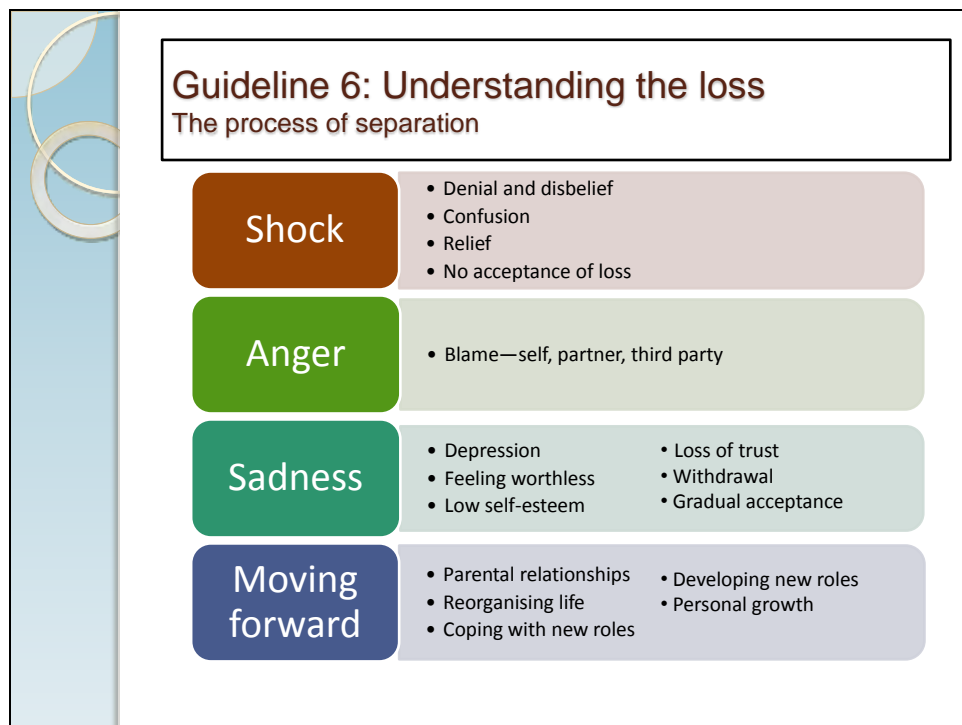 Guideline 6: Understanding the loss
The process of separation
Shock
• Denial and disbelief
• Confusion
• Relief
• No acceptance of loss
Anger
• Blame—self, partner, third party
Sadness
• Depression
• Feeling worthless
• Low self-esteem
• Loss of trust
• Withdrawal
• Gradual acceptance
Moving
forward
• Parental relationships
• Reorganising life
• Coping with new roles
• Developing new roles
• Personal growth